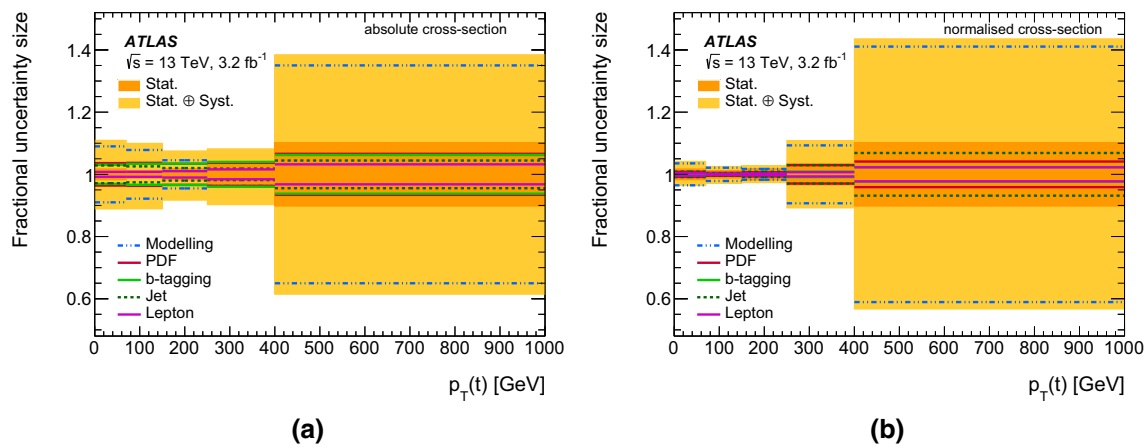 Fractional uncertainty size
ATLAS
absolute cross-section
√s = 13 TeV, 3.2 fb⁻¹
Stat.
Stat. ⊕ Syst.
Modelling
PDF
b-tagging
Jet
Lepton
1.4
1.2
1
0.8
0.6
0 100 200 300 400 500 600 700 800 900 1000
p_T(t) [GeV]
(a)
Fractional uncertainty size
ATLAS
normalised cross-section
√s = 13 TeV, 3.2 fb⁻¹
Stat.
Stat. ⊕ Syst.
Modelling
PDF
b-tagging
Jet
Lepton
1.4
1.2
1
0.8
0.6
0 100 200 300 400 500 600 700 800 900 1000
p_T(t) [GeV]
(b)